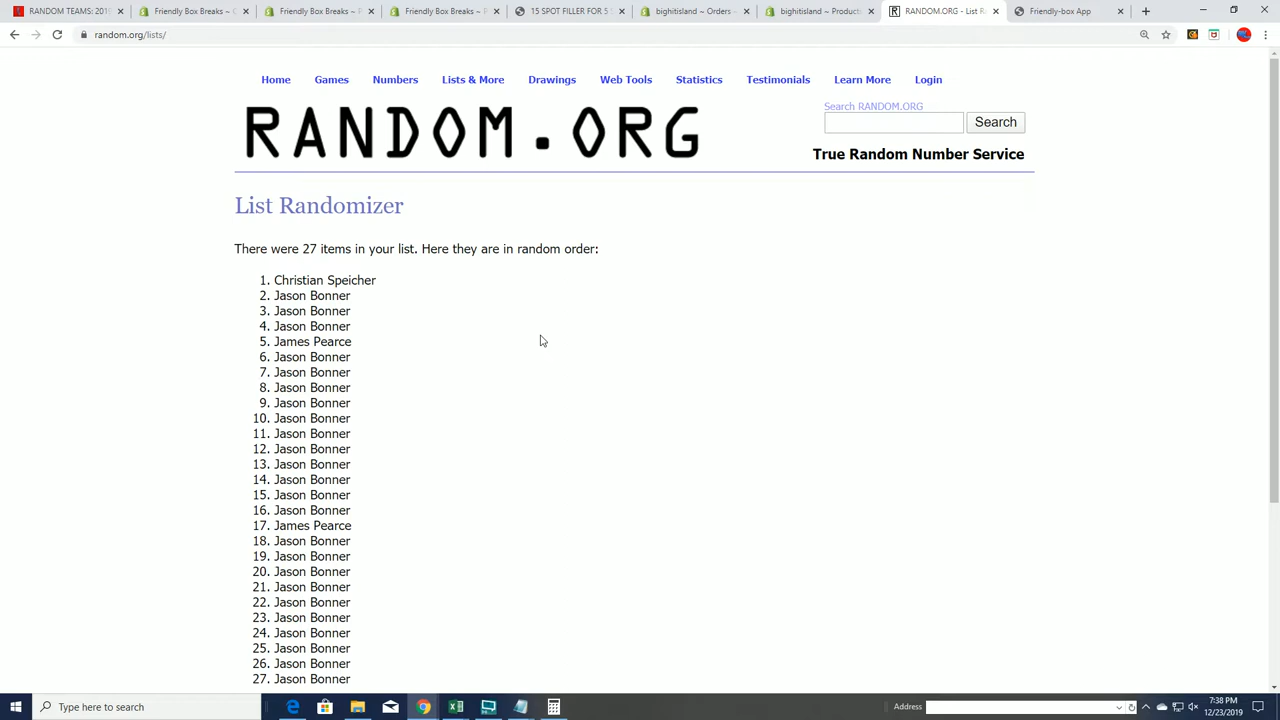 RANDOM TEAMS: 201
Friendly Box Breaks – C
Friendly Box Breaks ~ P
Friendly Box Breaks ~ P
15 SPOT FILLER FOR 5 S
bightitisland ~ Orders ~
bightitisland ~ Product
RANDOM.ORG - List R
Friendly-box App
random.org/lists/
Home Games Numbers Lists & More Drawings Web Tools Statistics Testimonials Learn More Login
Search RANDOM.ORG
RANDOM.ORG
Search
True Random Number Service
List Randomizer
There were 27 items in your list. Here they are in random order:
1. Christian Speicher
2. Jason Bonner
3. Jason Bonner
4. Jason Bonner
5. James Pearce
6. Jason Bonner
7. Jason Bonner
8. Jason Bonner
9. Jason Bonner
10. Jason Bonner
11. Jason Bonner
12. Jason Bonner
13. Jason Bonner
14. Jason Bonner
15. Jason Bonner
16. Jason Bonner
17. James Pearce
18. Jason Bonner
19. Jason Bonner
20. Jason Bonner
21. Jason Bonner
22. Jason Bonner
23. Jason Bonner
24. Jason Bonner
25. Jason Bonner
26. Jason Bonner
27. Jason Bonner
Type here to search
Address
7:38 PM
12/23/2019